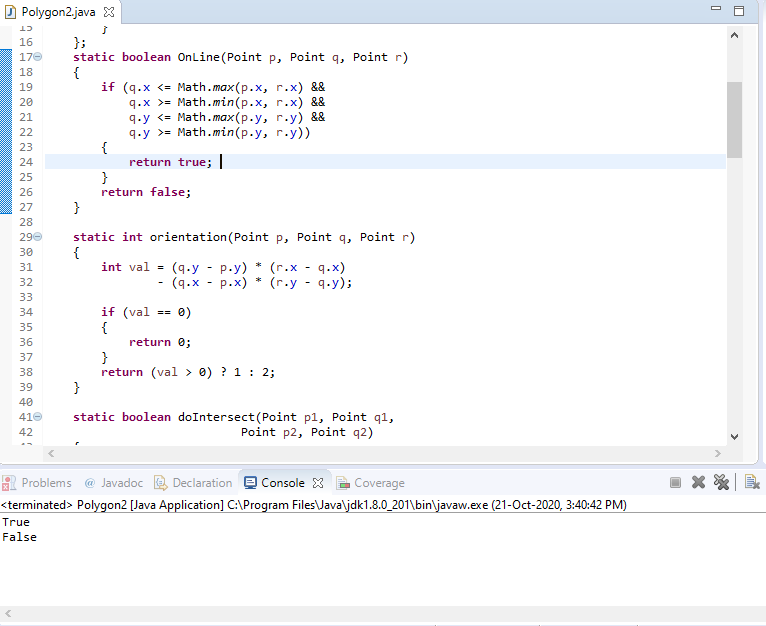 Polygon2.java
15 }
16 };
17 static boolean OnLine(Point p, Point q, Point r)
18 {
19 if (q.x <= Math.max(p.x, r.x) &&
20 q.x >= Math.min(p.x, r.x) &&
21 q.y <= Math.max(p.y, r.y) &&
22 q.y >= Math.min(p.y, r.y))
23 {
24 return true;
25 }
26 return false;
27 }
28
29 static int orientation(Point p, Point q, Point r)
30 {
31 int val = (q.y - p.y) * (r.x - q.x)
32 - (q.x - p.x) * (r.y - q.y);
33
34 if (val == 0)
35 {
36 return 0;
37 }
38 return (val > 0) ? 1 : 2;
39 }
40
41 static boolean doIntersect(Point p1, Point q1,
42 Point p2, Point q2)
Problems @ Javadoc Declaration Console Coverage
<terminated> Polygon2 [Java Application] C:\Program Files\Java\jdk1.8.0_201\bin\javaw.exe (21-Oct-2020, 3:40:42 PM)
True
False